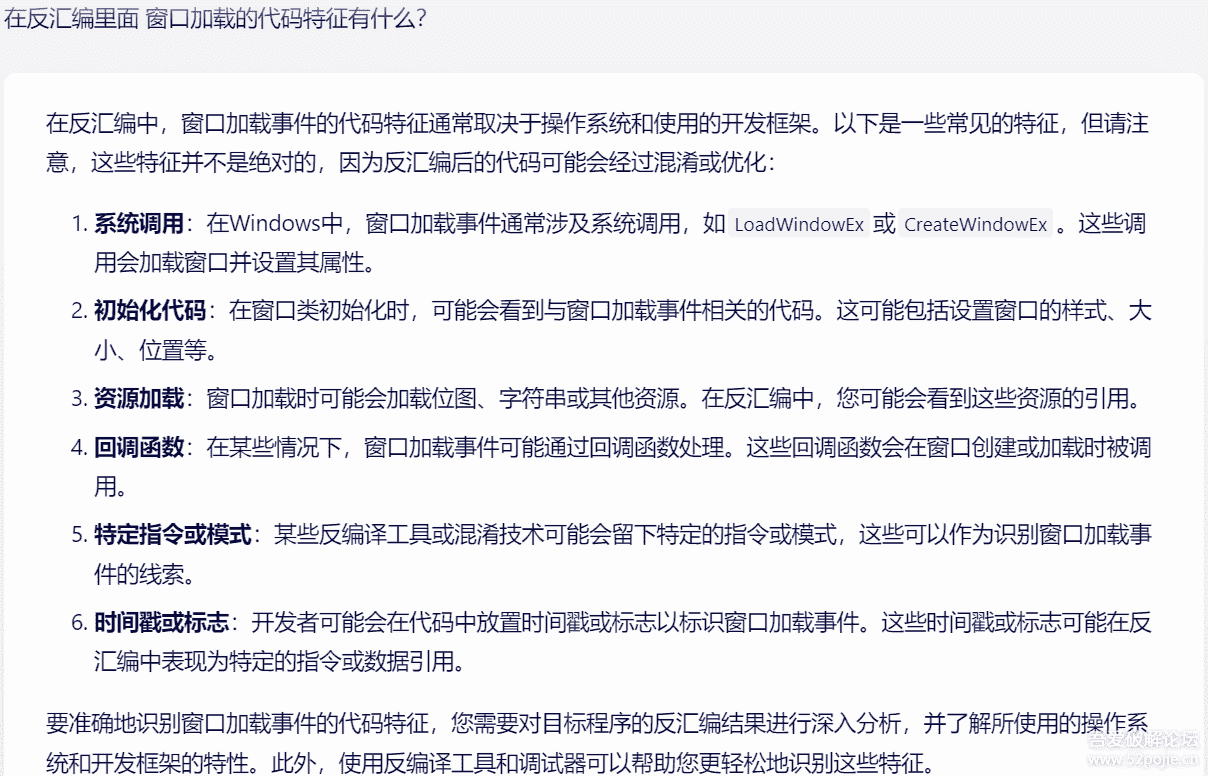 在反汇编里面 窗口加载的代码特征有什么？
在反汇编中，窗口加载事件的代码特征通常取决于操作系统和使用的开发框架。以下是一些常见的特征，但请注
意，这些特征并不是绝对的，因为反汇编后的代码可能会经过混淆或优化：
1. 系统调用：在Windows中，窗口加载事件通常涉及系统调用，如 LoadWindowEx 或 CreateWindowEx 。这些调
用会加载窗口并设置其属性。
2. 初始化代码：在窗口类初始化时，可能会看到与窗口加载事件相关的代码。这可能包括设置窗口的样式、大
小、位置等。
3. 资源加载：窗口加载时可能会加载位图、字符串或其他资源。在反汇编中，您可能会看到这些资源的引用。
4. 回调函数：在某些情况下，窗口加载事件可能通过回调函数处理。这些回调函数会在窗口创建或加载时被调
用。
5. 特定指令或模式：某些反编译工具或混淆技术可能会留下特定的指令或模式，这些可以作为识别窗口加载事
件的线索。
6. 时间戳或标志：开发者可能会在代码中放置时间戳或标志以标识窗口加载事件。这些时间戳或标志可能在反
汇编中表现为特定的指令或数据引用。
要准确地识别窗口加载事件的代码特征，您需要对目标程序的反汇编结果进行深入分析，并了解所使用的操作系
统和开发框架的特性。此外，使用反编译工具和调试器可以帮助您更轻松地识别这些特征。
吾爱破解论坛
www.52pojie.cn